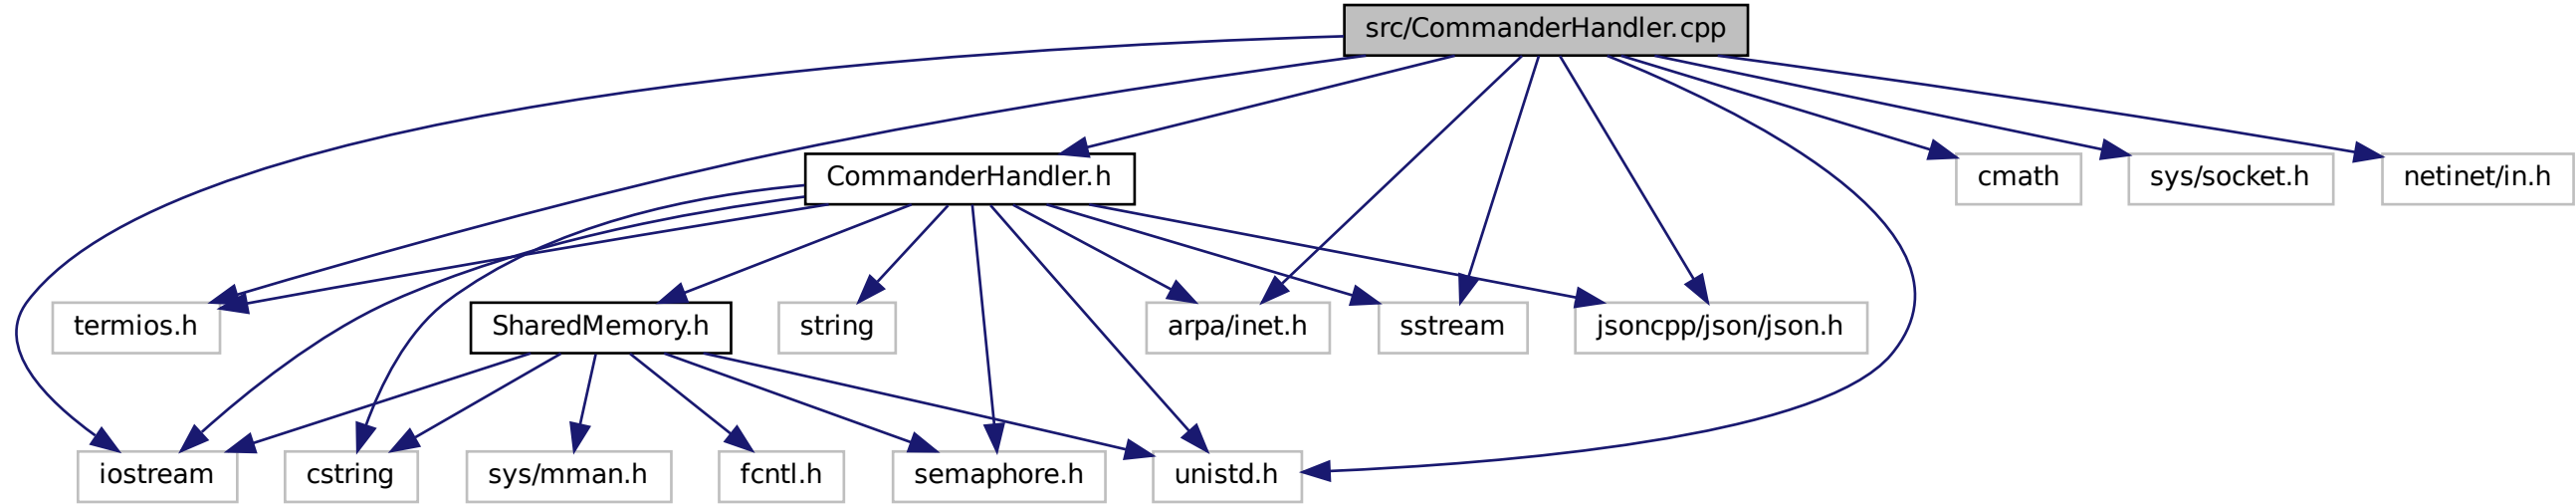 src/CommanderHandler.cpp
CommanderHandler.h
cmath
sys/socket.h
netinet/in.h
termios.h
SharedMemory.h
string
arpa/inet.h
sstream
jsoncpp/json/json.h
iostream
cstring
sys/mman.h
fcntl.h
semaphore.h
unistd.h